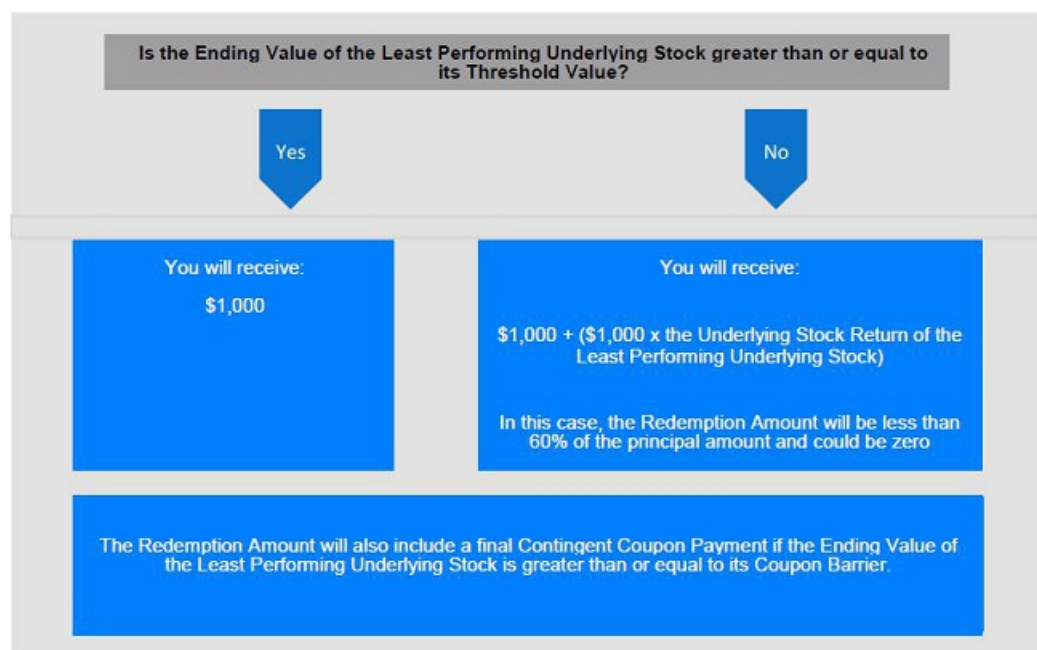 Is the Ending Value of the Least Performing Underlying Stock greater than or equal to
its Threshold Value?
Yes
No
You will receive:
$1,000
You will receive:
$1,000 + ($1,000 x the Underlying Stock Return of the
Least Performing Underlying Stock)
In this case, the Redemption Amount will be less than
60% of the principal amount and could be zero
The Redemption Amount will also include a final Contingent Coupon Payment if the Ending Value of
the Least Performing Underlying Stock is greater than or equal to its Coupon Barrier.